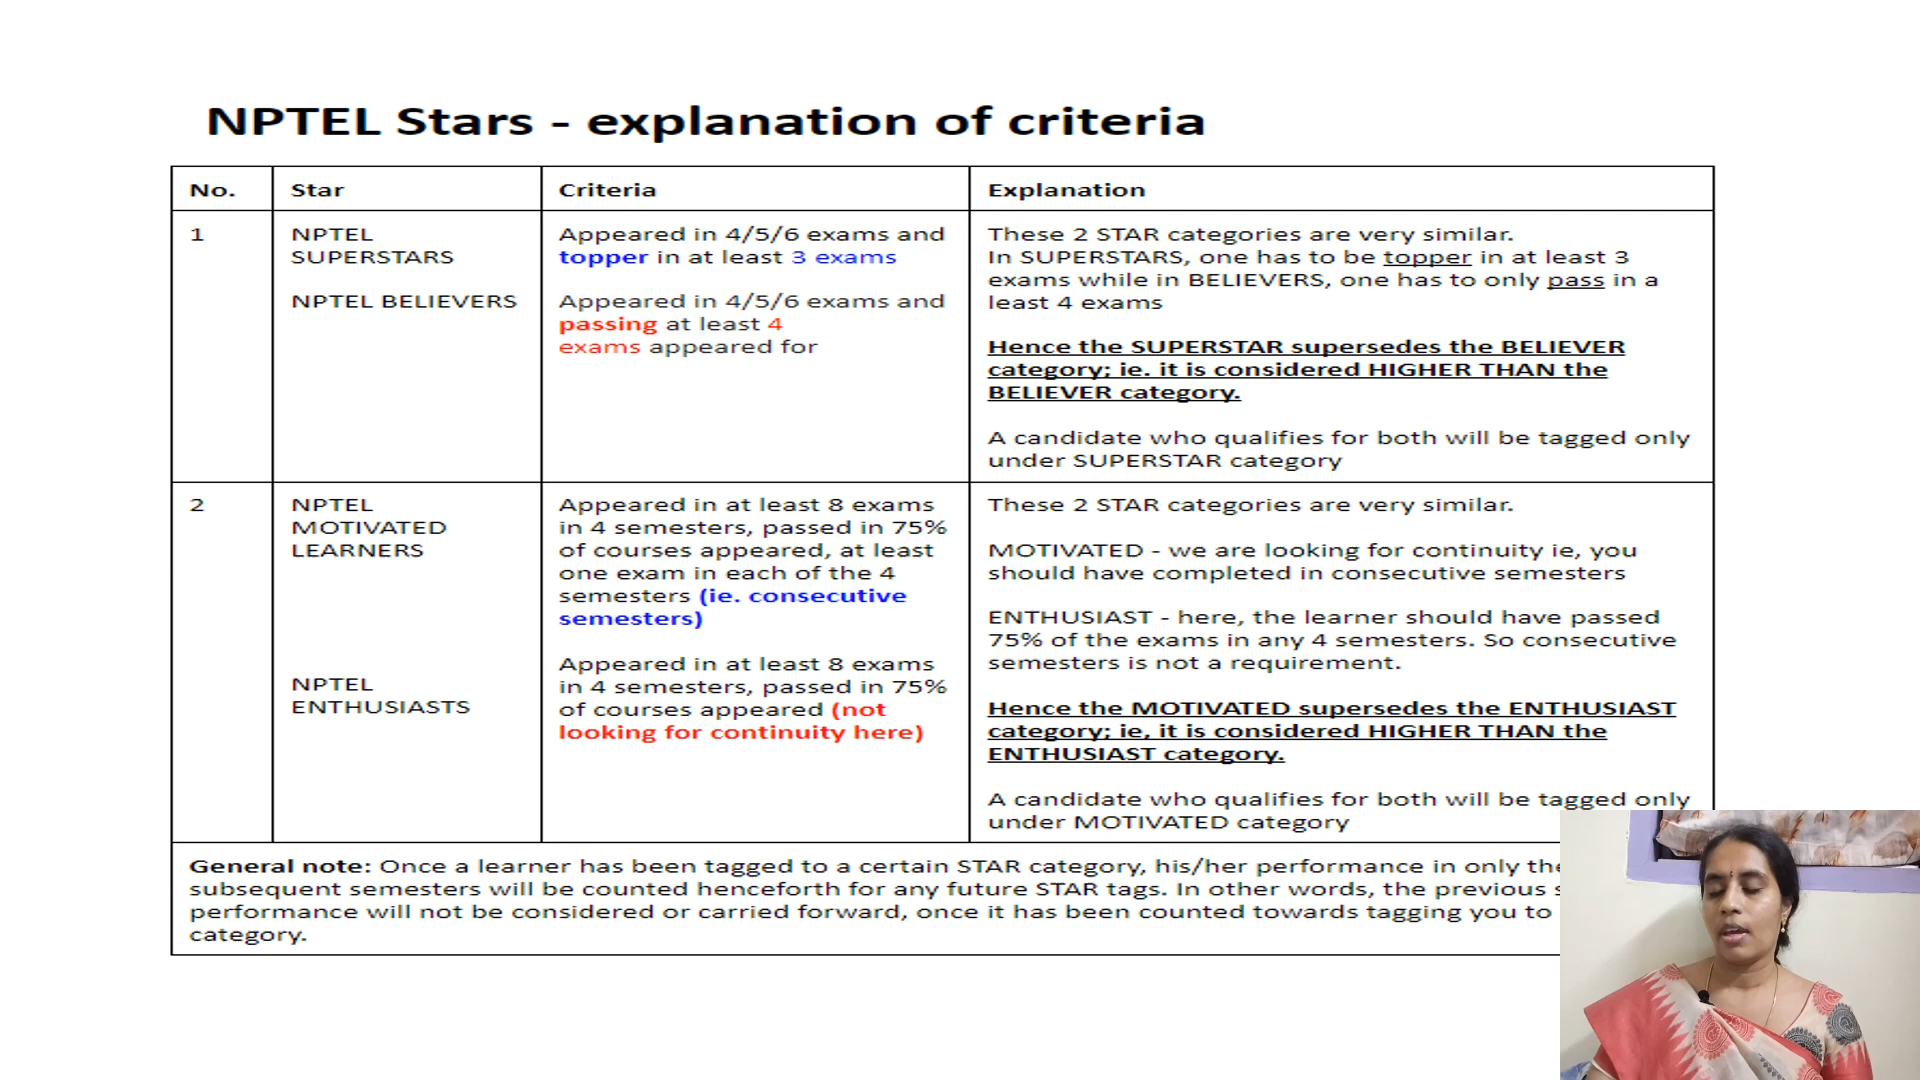 NPTEL Stars - explanation of criteria
No.
Star
Criteria
Explanation
1
NPTEL
SUPERSTARS
NPTEL BELIEVERS
Appeared in 4/5/6 exams and
topper in at least 3 exams
Appeared in 4/5/6 exams and
passing at least 4
exams appeared for
These 2 STAR categories are very similar.
In SUPERSTARS, one has to be topper in at least 3
exams while in BELIEVERS, one has to only pass in a
least 4 exams
Hence the SUPERSTAR supersedes the BELIEVER
category; ie. it is considered HIGHER THAN the
BELIEVER category.
A candidate who qualifies for both will be tagged only
under SUPERSTAR category
2
NPTEL
MOTIVATED
LEARNERS
NPTEL
ENTHUSIASTS
Appeared in at least 8 exams
in 4 semesters, passed in 75%
of courses appeared, at least
one exam in each of the 4
semesters (ie. consecutive
semesters)
Appeared in at least 8 exams
in 4 semesters, passed in 75%
of courses appeared (not
looking for continuity here)
These 2 STAR categories are very similar.
MOTIVATED - we are looking for continuity ie, you
should have completed in consecutive semesters
ENTHUSIAST - here, the learner should have passed
75% of the exams in any 4 semesters. So consecutive
semesters is not a requirement.
Hence the MOTIVATED supersedes the ENTHUSIAST
category; ie, it is considered HIGHER THAN the
ENTHUSIAST category.
A candidate who qualifies for both will be tagged only
under MOTIVATED category
General note: Once a learner has been tagged to a certain STAR category, his/her performance in only the
subsequent semesters will be counted henceforth for any future STAR tags. In other words, the previous
performance will not be considered or carried forward, once it has been counted towards tagging you to
category.